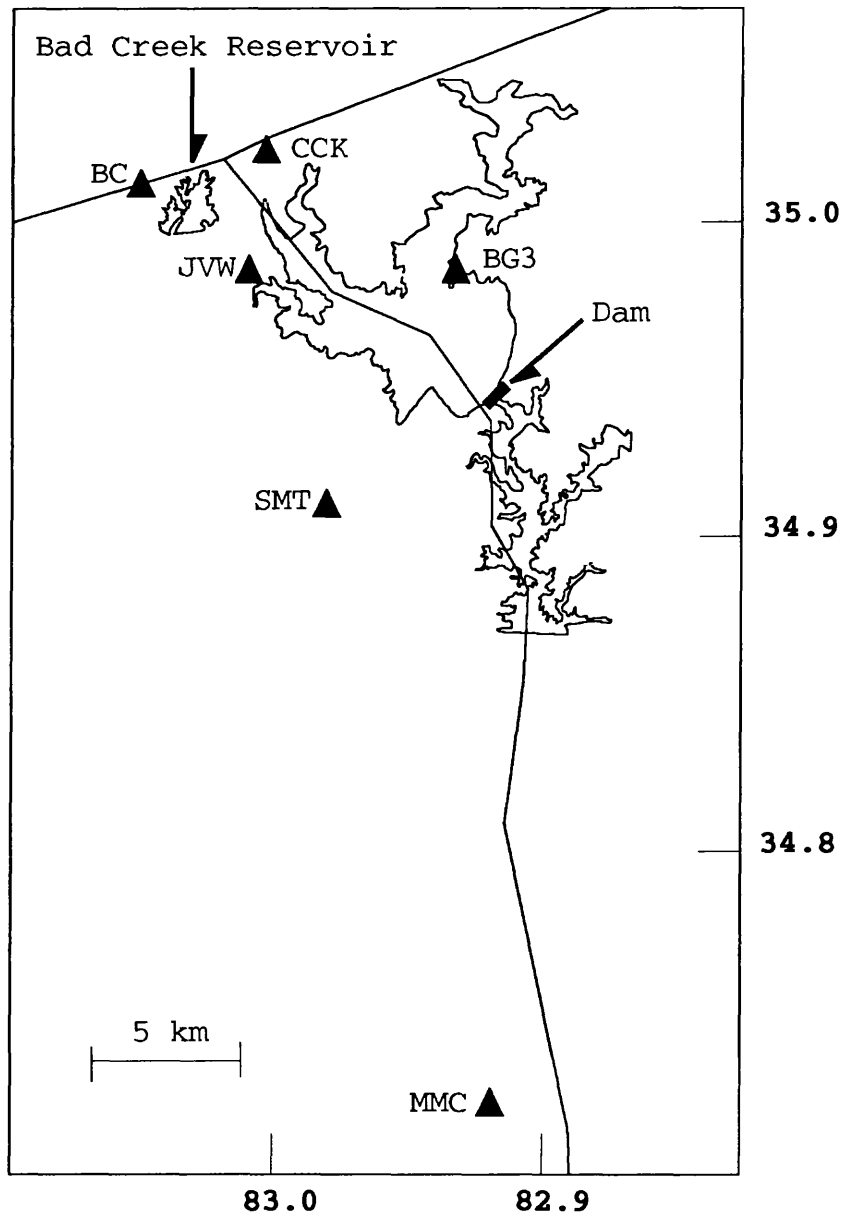 Bad Creek Reservoir
CCK
BC
35.0
JVW
BG3
Dam
SMT
34.9
34.8
5 km
MMC
83.0
82.9